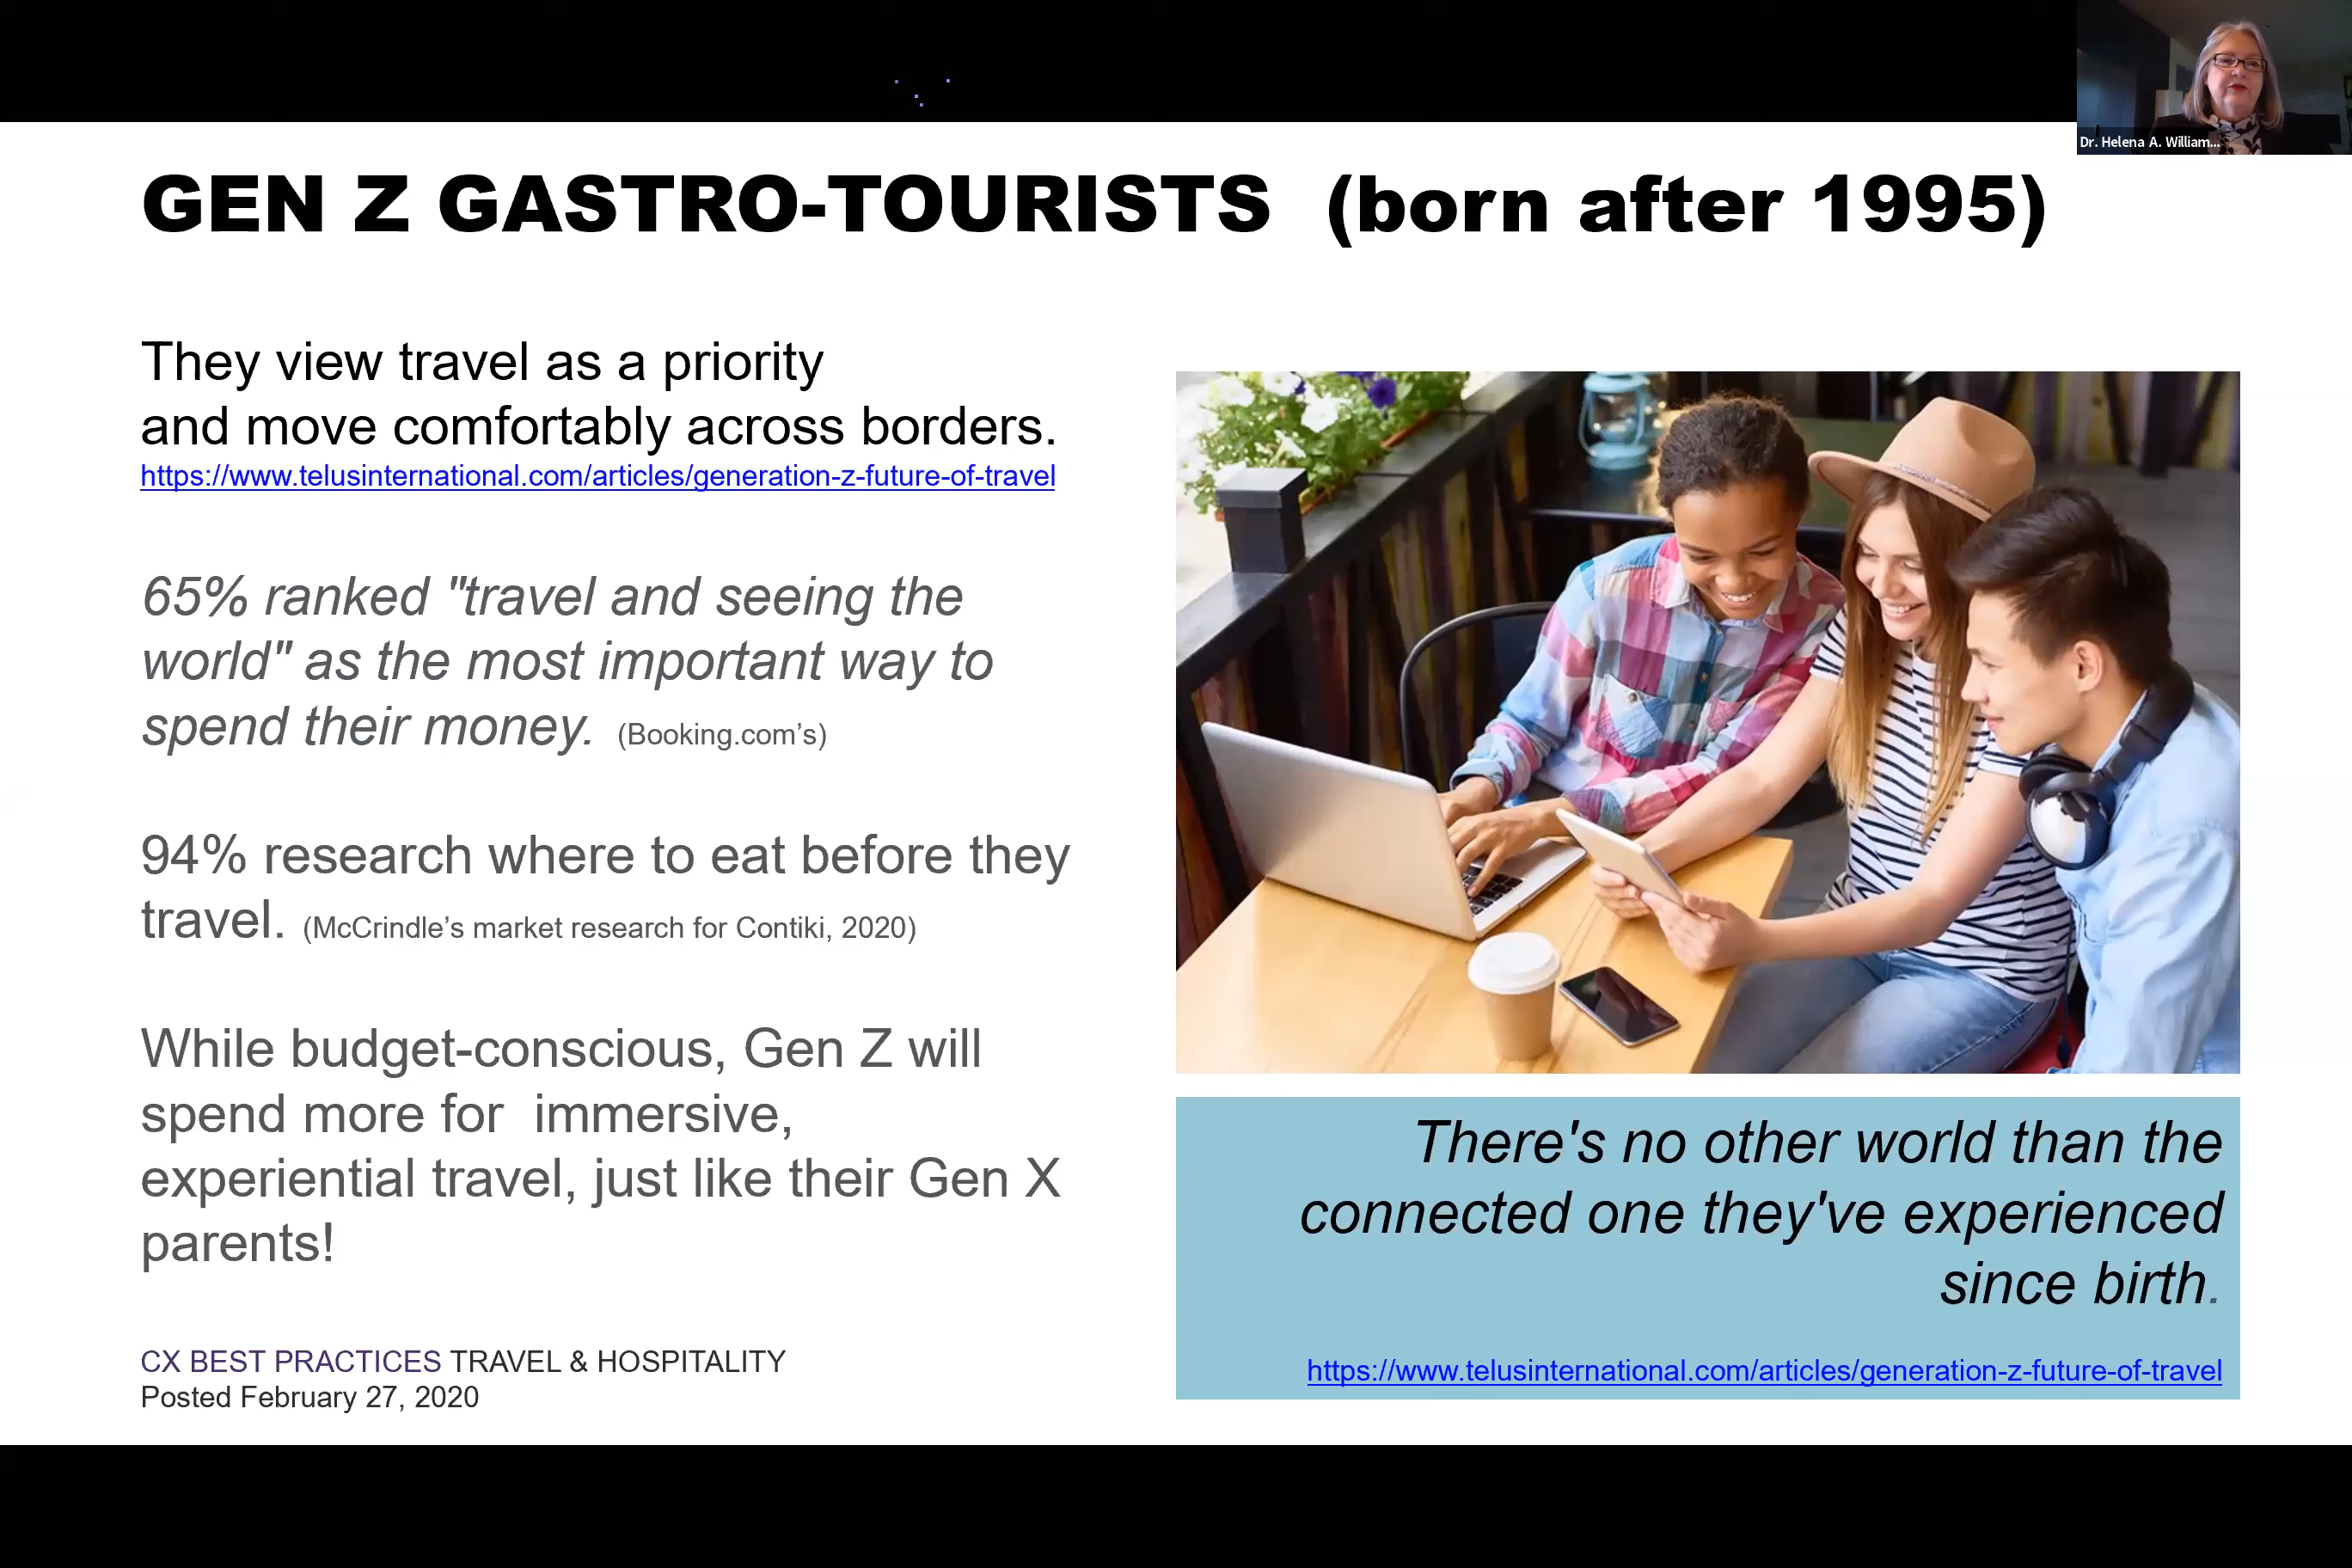 Dr. Helena A. William...
GEN Z GASTRO-TOURISTS (born after 1995)
They view travel as a priority
and move comfortably across borders.
https://www.telusinternational.com/articles/generation-z-future-of-travel
65% ranked "travel and seeing the
world" as the most important way to
spend their money. (Booking.com’s)
94% research where to eat before they
travel. (McCrindle’s market research for Contiki, 2020)
While budget-conscious, Gen Z will
spend more for immersive,
experiential travel, just like their Gen X
parents!
CX BEST PRACTICES TRAVEL & HOSPITALITY
Posted February 27, 2020
There's no other world than the
connected one they've experienced
since birth.
https://www.telusinternational.com/articles/generation-z-future-of-travel